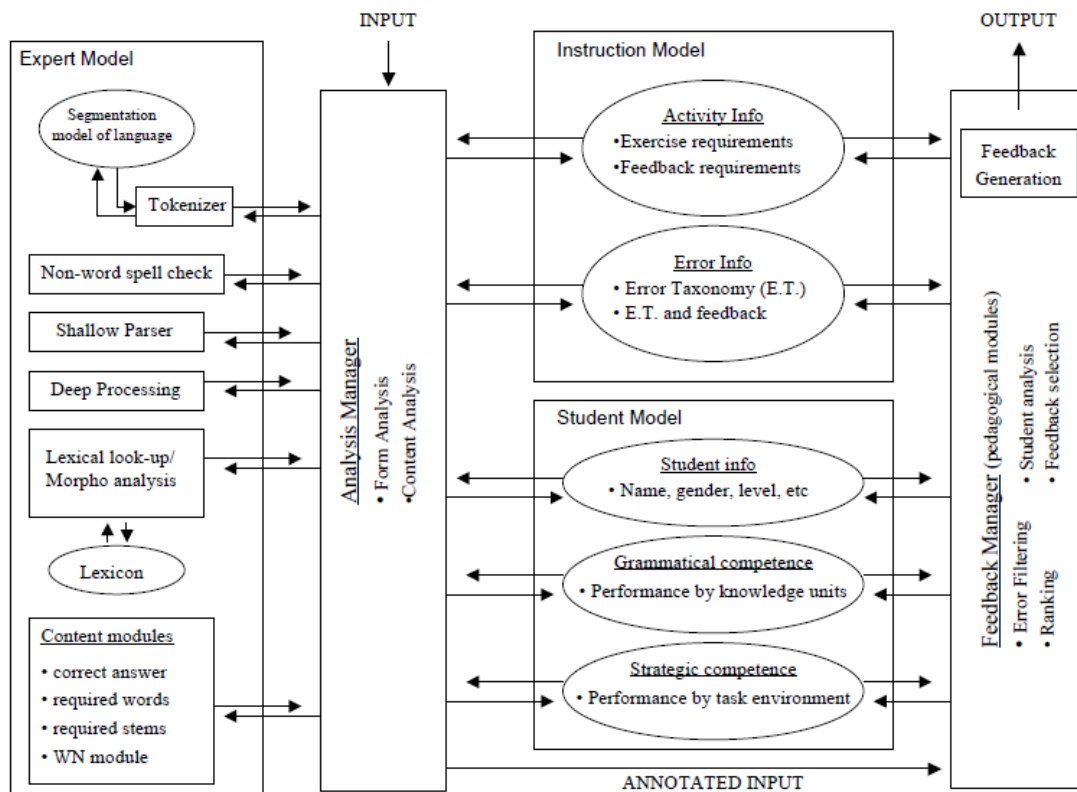 INPUT
OUTPUT
Expert Model
Segmentation
model of language
Tokenizer
Non-word spell check
Shallow Parser
Deep Processing
Lexical look-up/
Morpho analysis
Lexicon
Content modules
• correct answer
• required words
• required stems
• WN module
Analysis Manager
• Form Analysis
•Content Analysis
Instruction Model
Activity Info
•Exercise requirements
•Feedback requirements
Error Info
• Error Taxonomy (E.T.)
• E.T. and feedback
Student Model
Student info
• Name, gender, level, etc
Grammatical competence
• Performance by knowledge units
Strategic competence
• Performance by task environment
ANNOTATED INPUT
Feedback
Generation
Feedback Manager (pedagogical modules)
• Error Filtering
• Ranking
• Student analysis
• Feedback selection